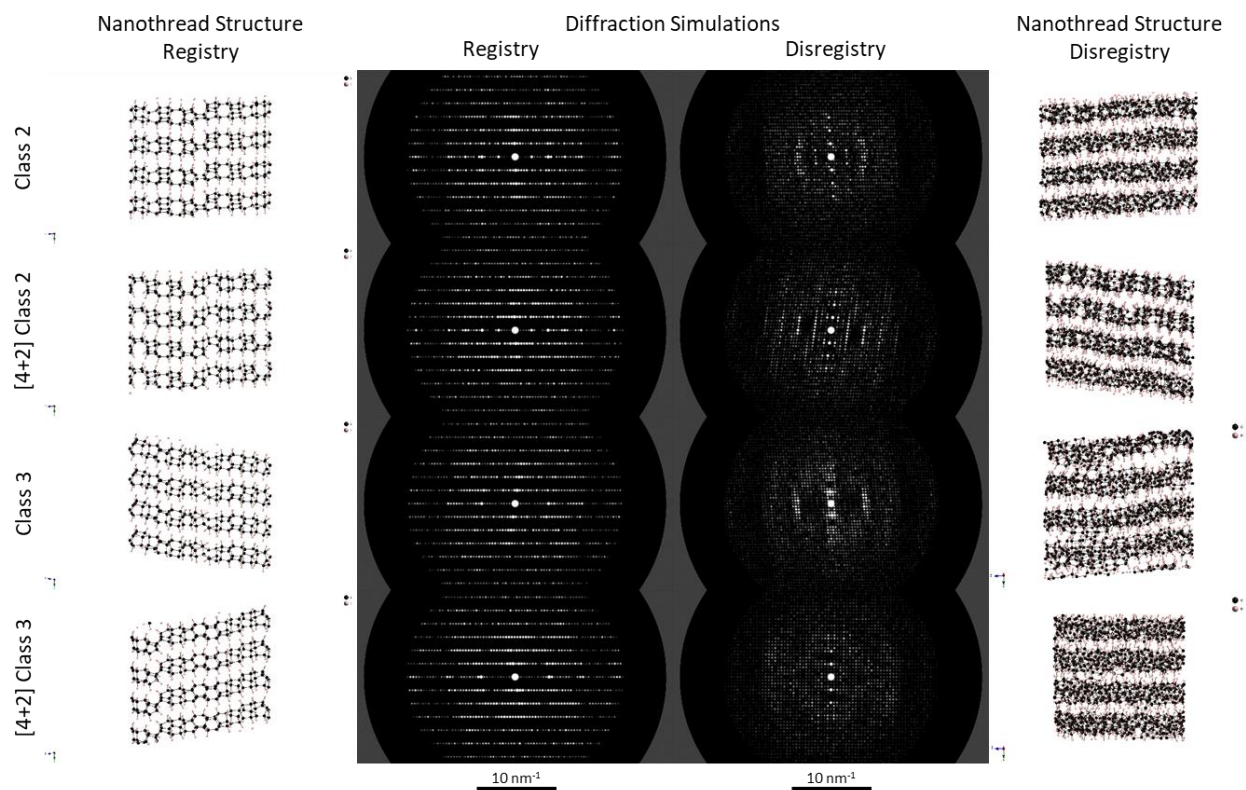 Nanothread Structure
Registry
Diffraction Simulations
Registry
Disregistry
Nanothread Structure
Disregistry
Class 2
[4+2] Class 2
Class 3
[4+2] Class 3
10 nm-1
10 nm-1